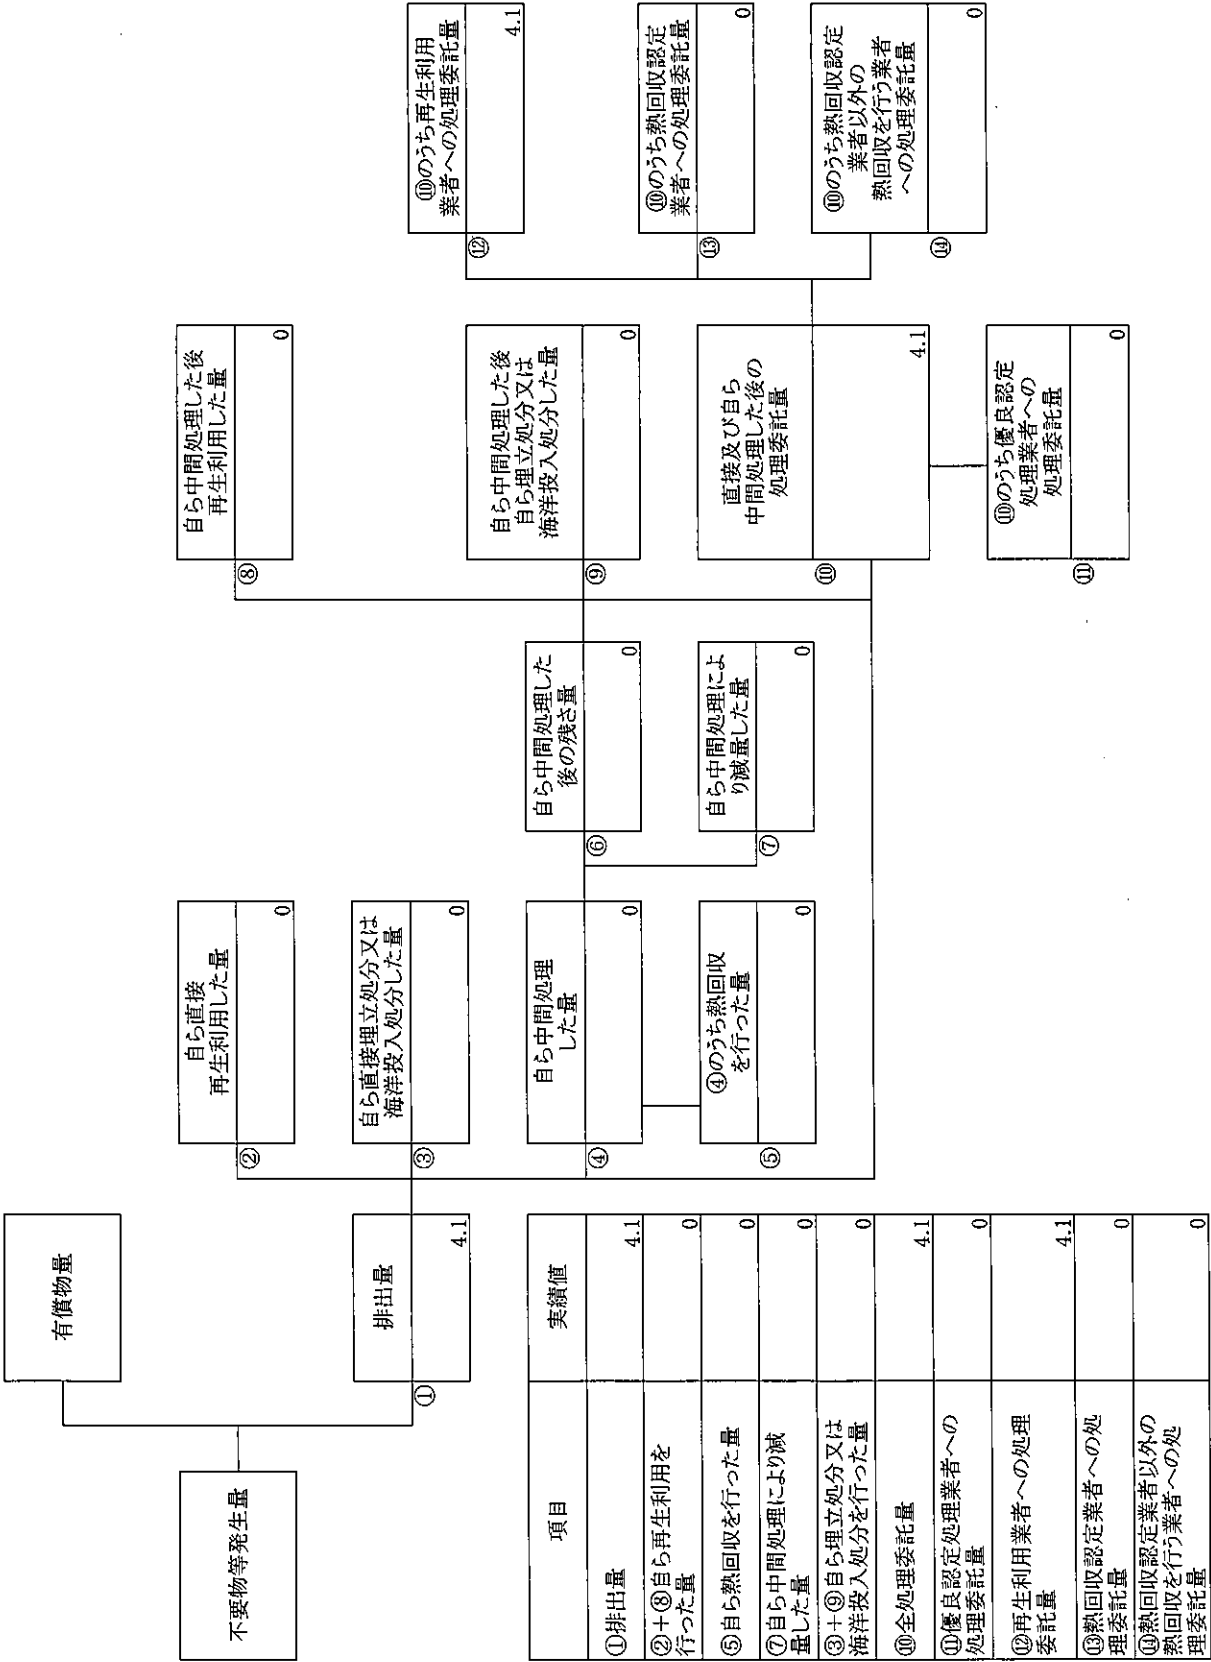 不要物等発生量
有償物量
排出量
①
4.1
自ら直接
再生利用した量
②
0
自ら直接埋立処分又は
海洋投入処分した量
③
0
自ら中間処理
した量
④
0
④のうち熱回収
を行った量
⑤
0
自ら中間処理した
後の残さ量
⑥
0
自ら中間処理によ
り減量した量
⑦
0
自ら中間処理した後
再生利用した量
⑧
0
自ら中間処理した後
自ら埋立処分又は
海洋投入処分した量
⑨
0
直接及び自ら
中間処理した後の
処理委託量
⑩
4.1
⑩のうち優良認定
処理業者への
処理委託量
⑪
0
⑩のうち再生利用
業者への処理委託量
⑫
4.1
⑩のうち熱回収認定
業者への処理委託量
⑬
0
⑩のうち熱回収認定
業者以外の
熱回収を行う業者
への処理委託量
⑭
0
項目 実績値
①排出量 4.1
②+⑧自ら再生利用を
行った量 0
⑤自ら熱回収を行った量 0
⑦自ら中間処理により減
量した量 0
③+⑨自ら埋立処分又は
海洋投入処分を行った量 0
⑩全処理委託量 4.1
⑪優良認定処理業者への
処理委託量 0
⑫再生利用業者への処理
委託量 4.1
⑬熱回収認定業者への処
理委託量 0
⑭熱回収認定業者以外の
熱回収を行う業者への処
理委託量 0